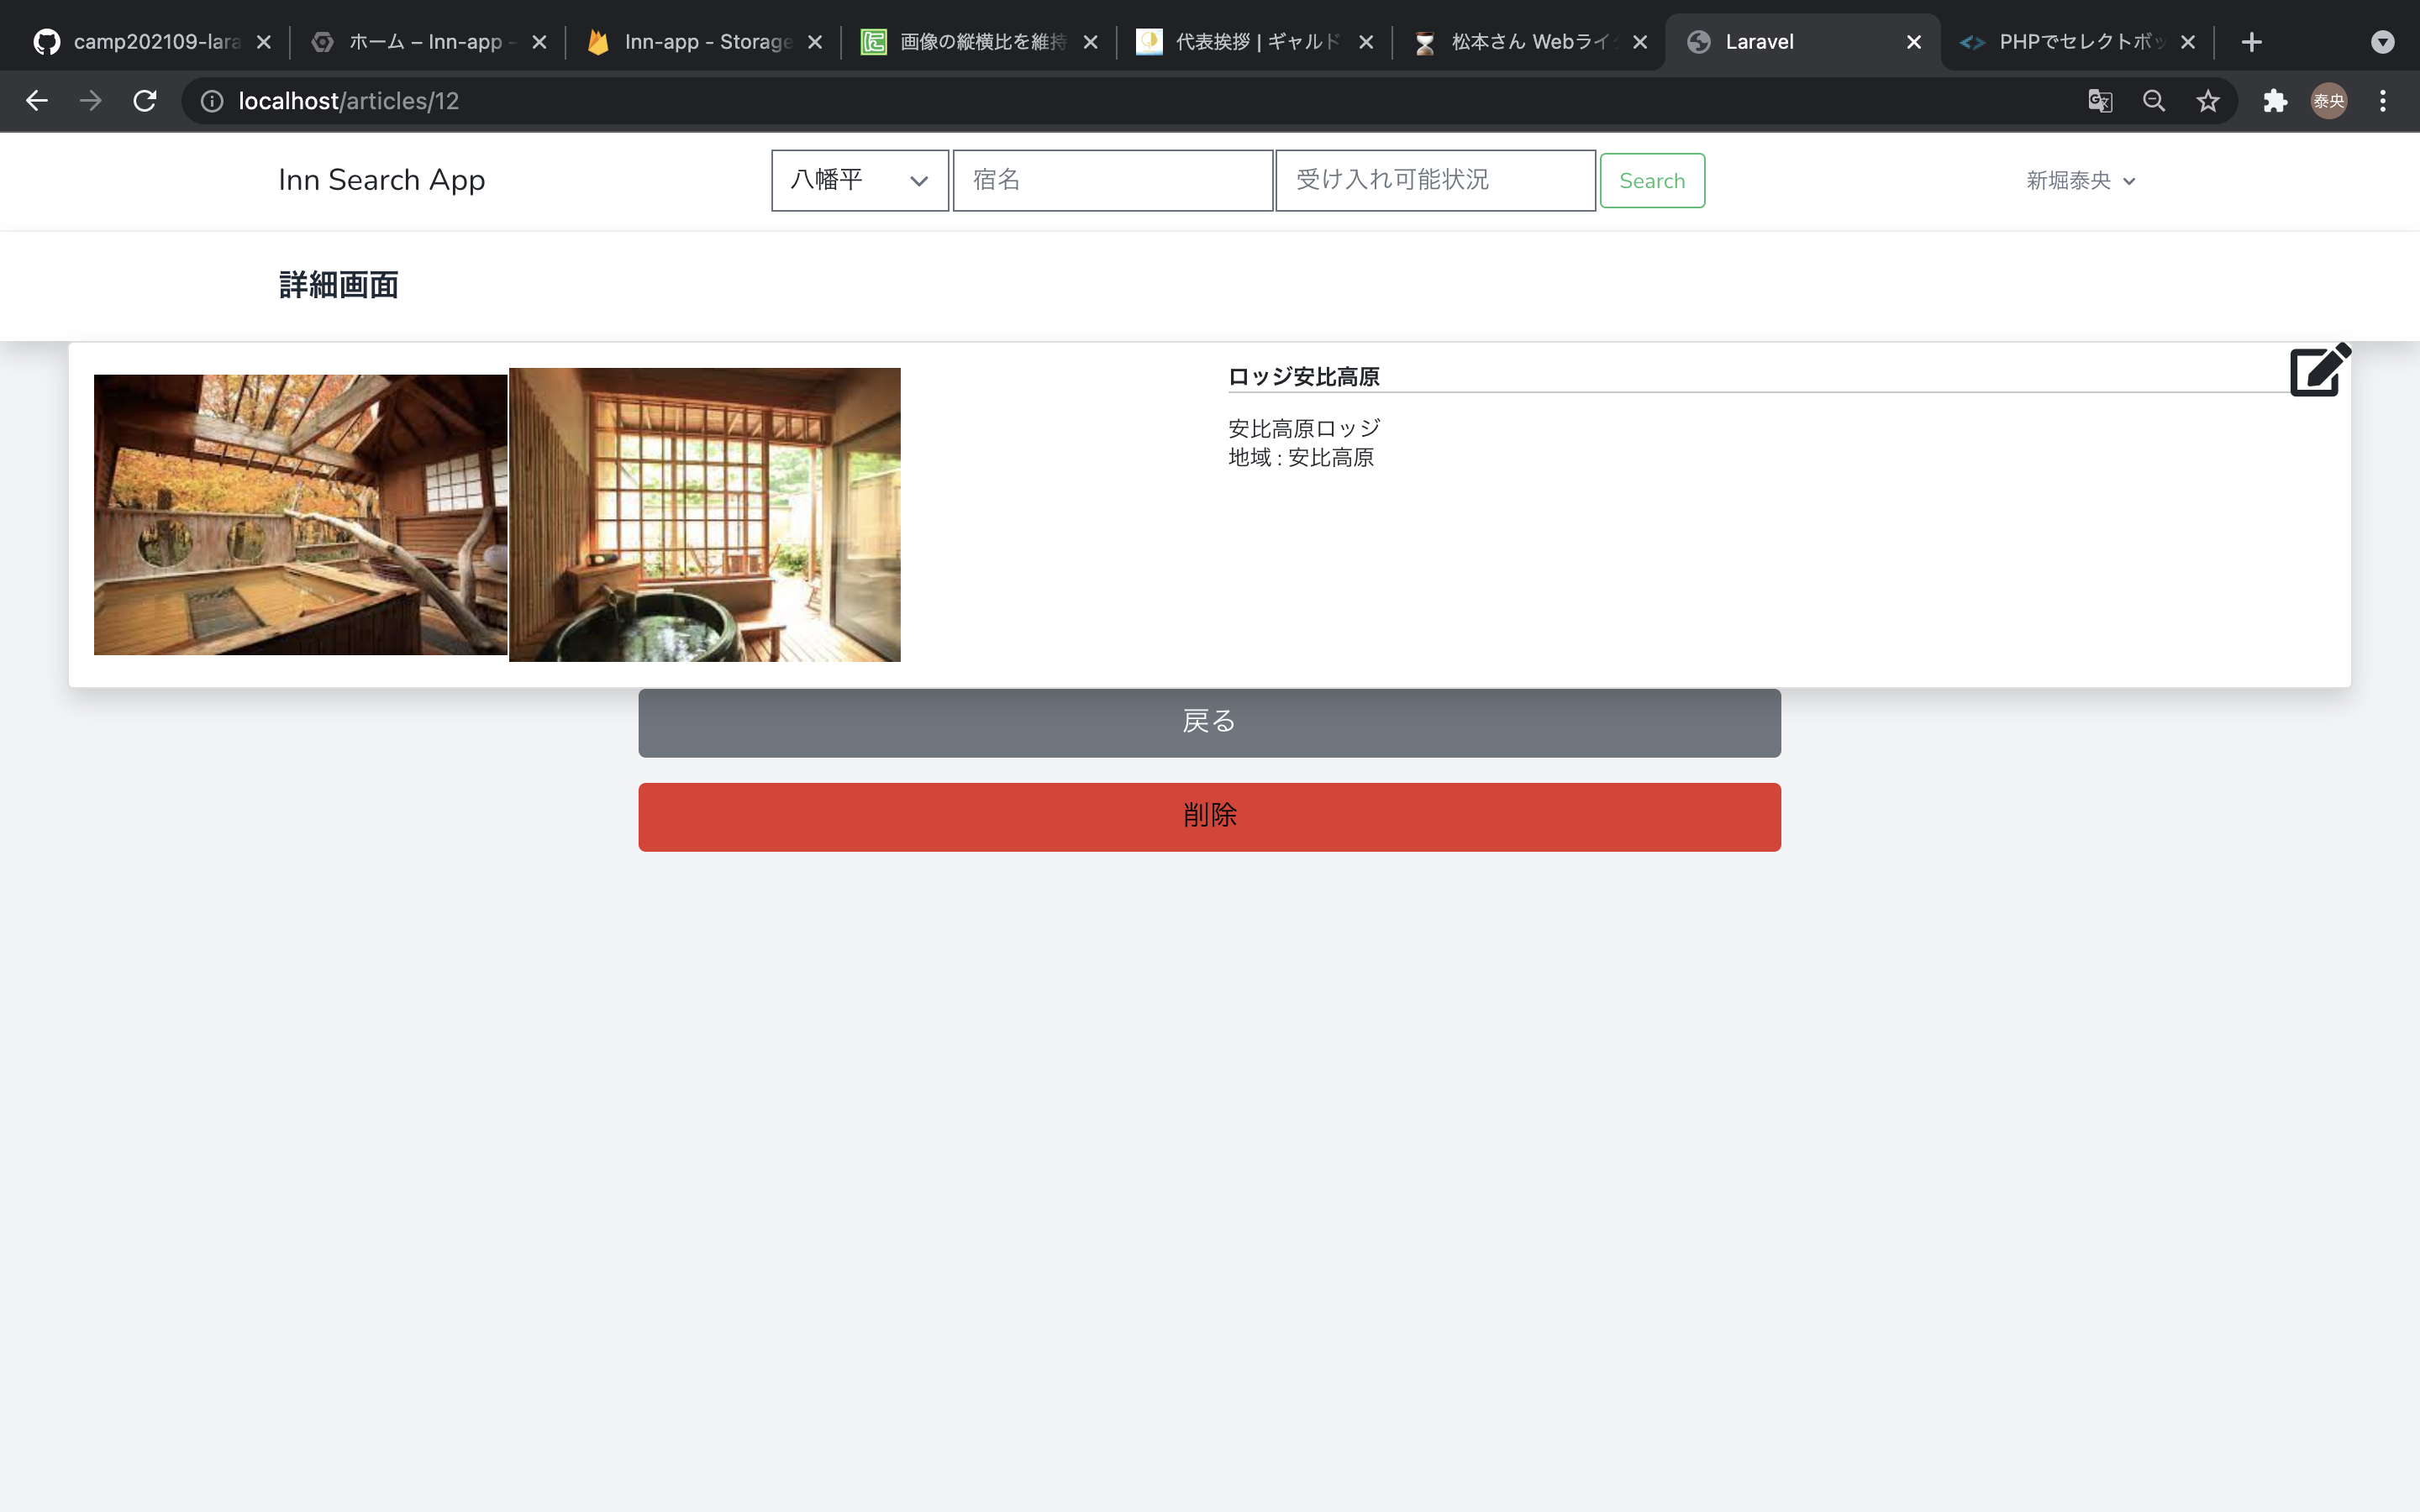 camp202109-lara
ホーム – Inn-app -
Inn-app - Storage
画像の縦横比を維持
代表挨拶 | ギャルド
松本さん Webライ
Laravel
PHPでセレクトボッ
localhost/articles/12
泰央
Inn Search App
八幡平
宿名
受け入れ可能状況
Search
新堀泰央
詳細画面
ロッジ安比高原
安比高原ロッジ
地域 : 安比高原
戻る
削除